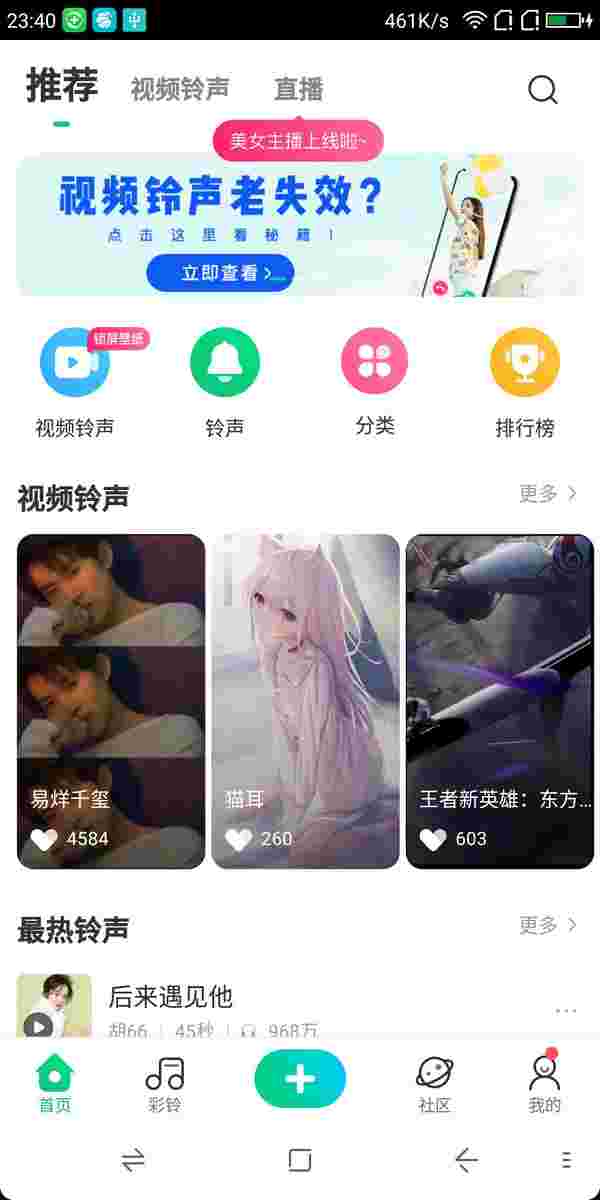 23:40
461K/s
推荐
视频铃声
直播
美女主播上线啦~
视频铃声老失效？
点击这里看秘籍！
立即查看
锁屏壁纸
视频铃声
铃声
分类
排行榜
视频铃声
更多
易烊千玺
4584
猫耳
260
王者新英雄：东方...
603
最热铃声
更多
后来遇见他
胡66
45秒
968万
首页
彩铃
社区
我的